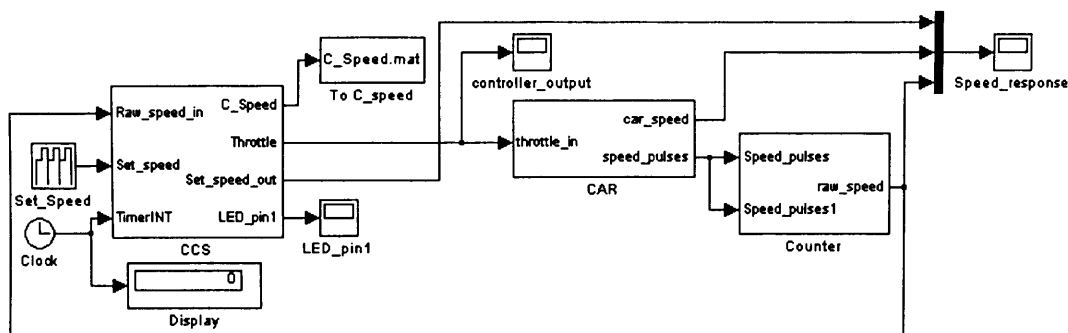 C_Speed.mat
To C_speed
controller_output
Speed_response
Raw_speed_in
C_Speed
Throttle
Set_speed
Set_speed_out
TimerINT
LED_pin1
CCS
Set_Speed
Clock
LED_pin1
0
Display
throttle_in
car_speed
speed_pulses
CAR
Speed_pulses
raw_speed
Speed_pulses1
Counter